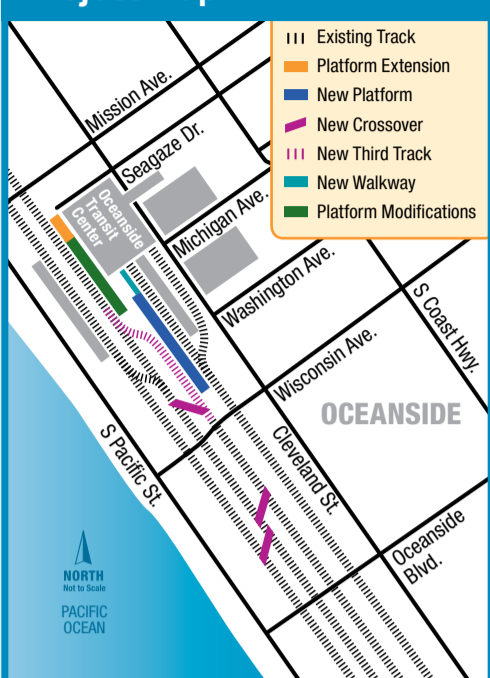 Existing Track
Platform Extension
New Platform
New Crossover
New Third Track
New Walkway
Platform Modifications
Mission Ave.
Seagaze Dr.
Oceanside
Transit
Center
Michigan Ave.
Washington Ave.
S Coast Hwy.
Wisconsin Ave.
OCEANSIDE
Cleveland St.
S Pacific St.
Oceanside
Blvd.
NORTH
Not to Scale
PACIFIC
OCEAN